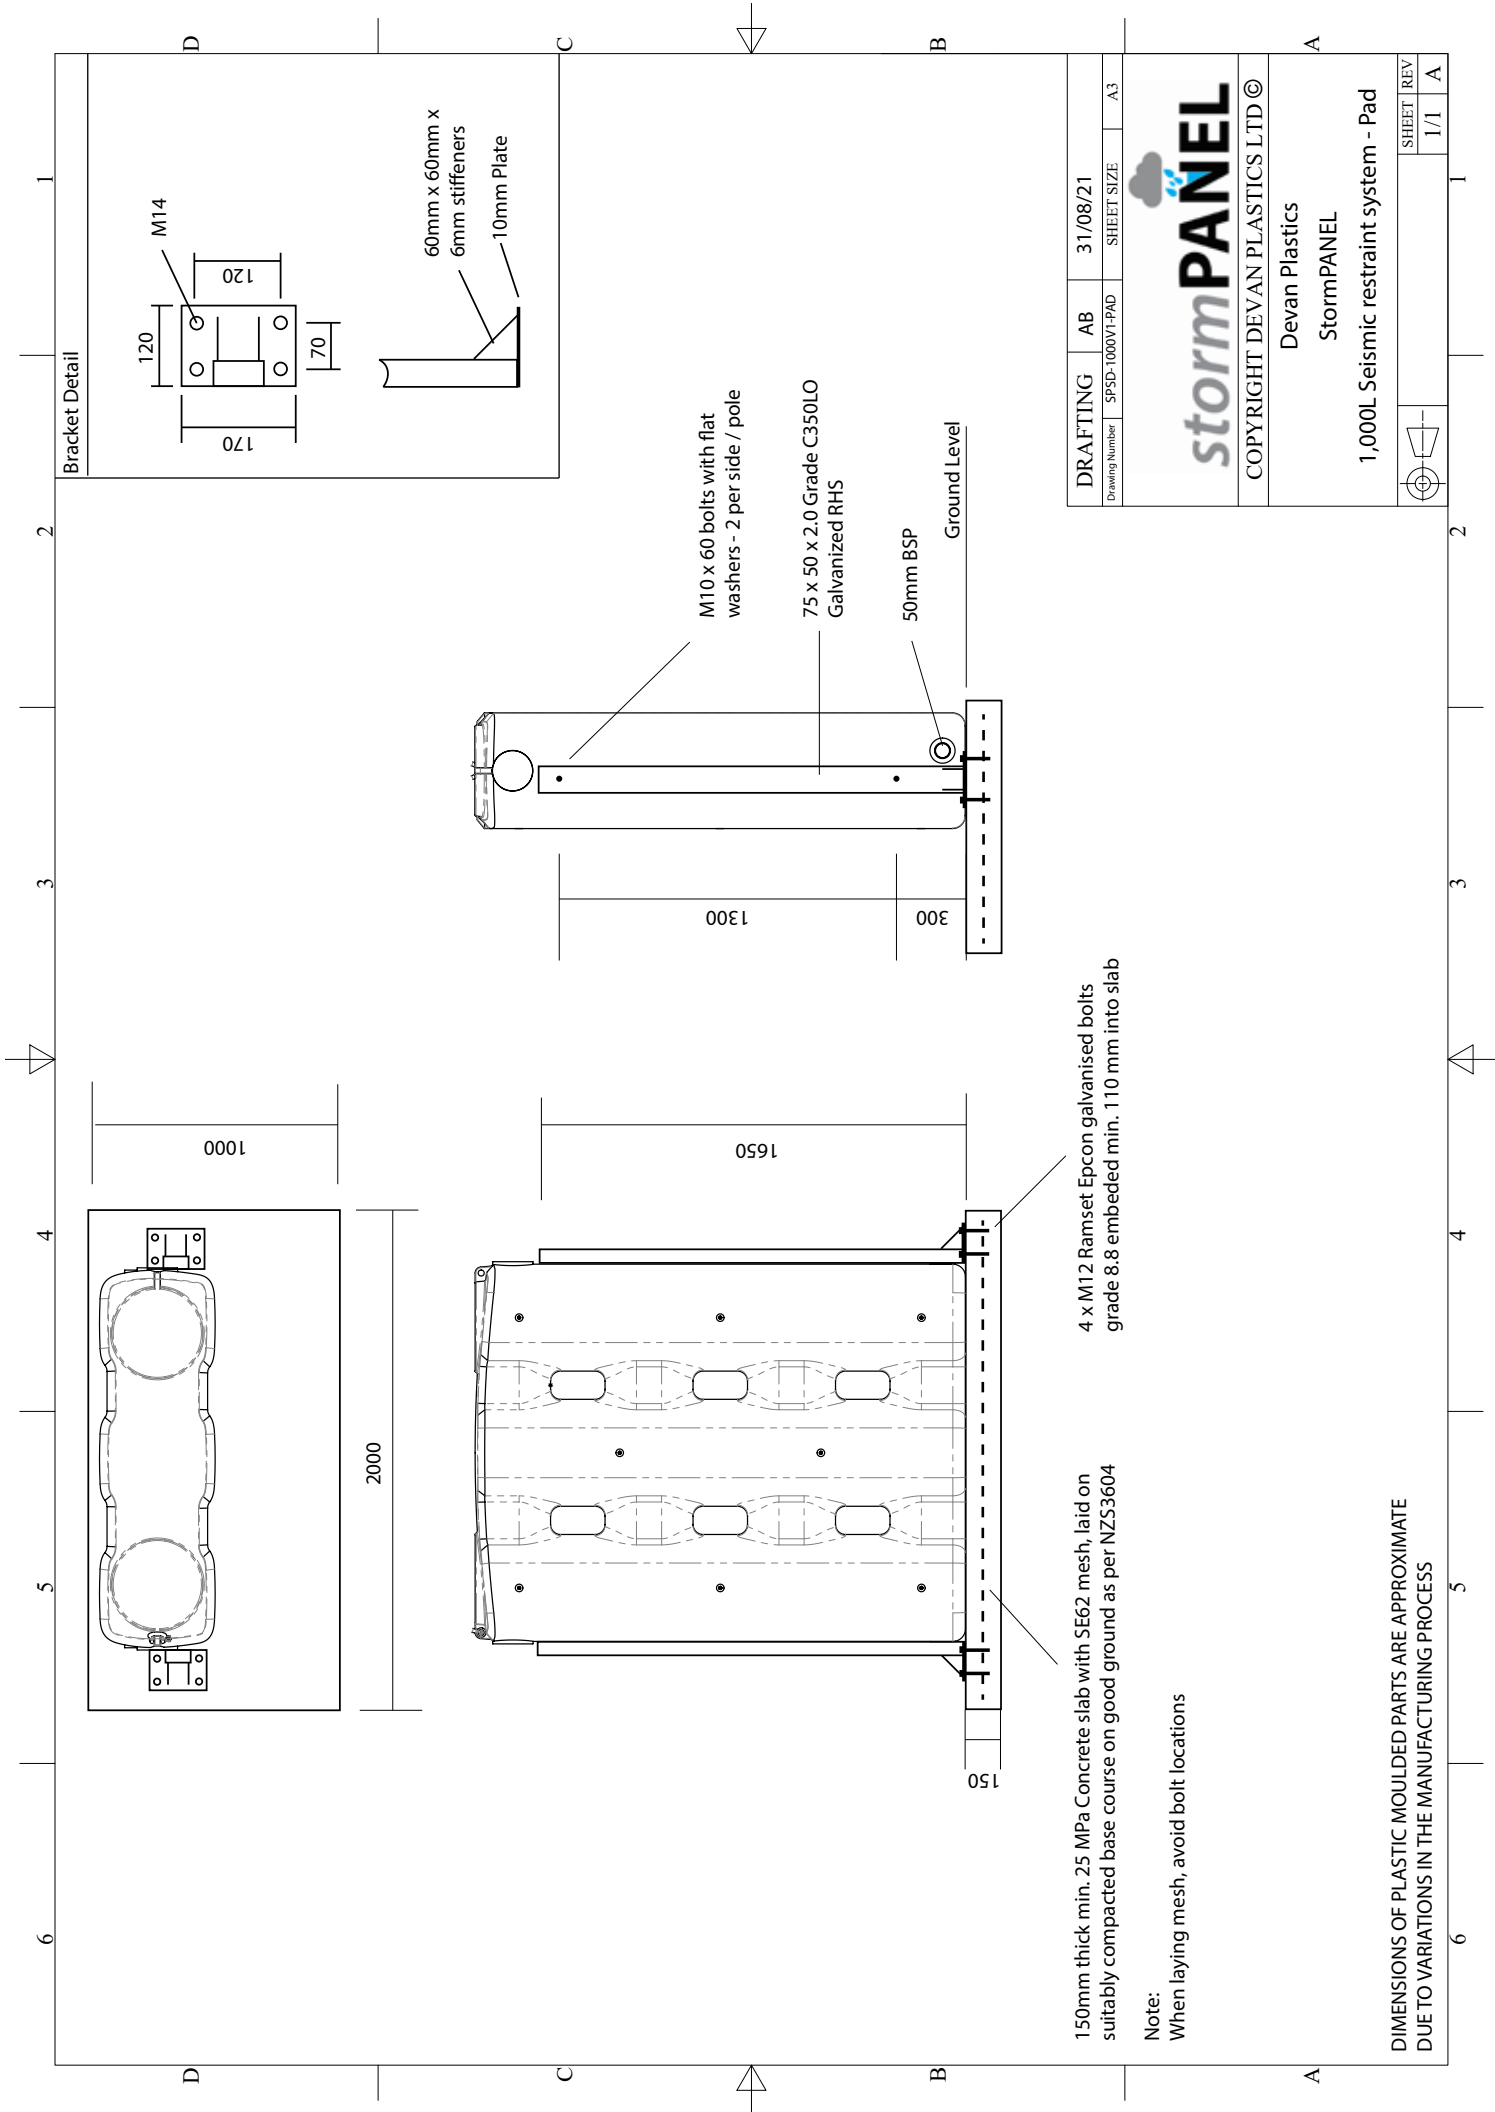 6
5
4
3
2
1
D
C
B
A
Bracket Detail
M14
120
120
170
70
60mm x 60mm x
6mm stiffeners
10mm Plate
1000
2000
1650
150
1300
300
M10 x 60 bolts with flat
washers - 2 per side / pole
75 x 50 x 2.0 Grade C350LO
Galvanized RHS
50mm BSP
Ground Level
4 x M12 Ramset Epcon galvanised bolts
grade 8.8 embeded min. 110 mm into slab
150mm thick min. 25 MPa Concrete slab with SE62 mesh, laid on
suitably compacted base course on good ground as per NZS3604
Note:
When laying mesh, avoid bolt locations
DIMENSIONS OF PLASTIC MOULDED PARTS ARE APPROXIMATE
DUE TO VARIATIONS IN THE MANUFACTURING PROCESS
DRAFTING AB 31/08/21
Drawing Number SPSD-1000V1-PAD SHEET SIZE A3
stormPANEL
COPYRIGHT DEVAN PLASTICS LTD ©
Devan Plastics
StormPANEL
1,000L Seismic restraint system - Pad
SHEET REV
1/1 A
D
C
B
A
6
5
4
3
2
1